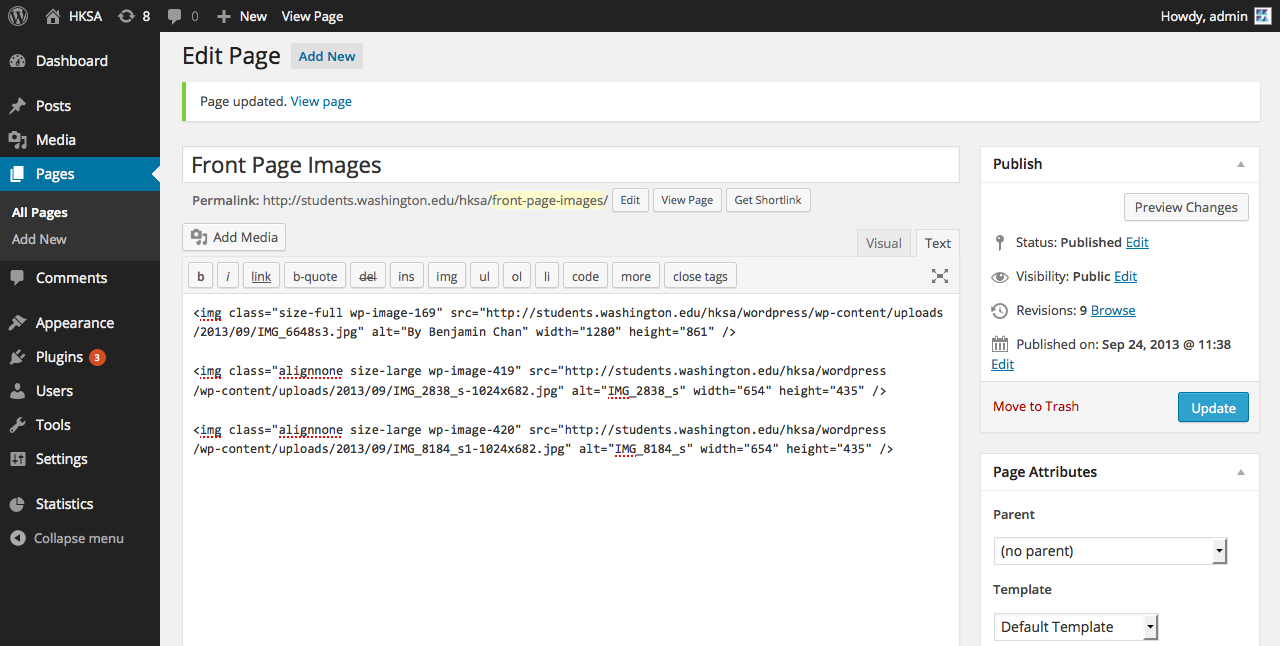 HKSA 8 0 New View Page Howdy, admin
Dashboard
Posts
Media
Pages
All Pages
Add New
Comments
Appearance
Plugins 3
Users
Tools
Settings
Statistics
Collapse menu
Edit Page Add New
Page updated. View page
Front Page Images
Permalink: http://students.washington.edu/hksa/front-page-images/ Edit View Page Get Shortlink
Add Media
Visual Text
b i link b-quote del ins img ul ol li code more close tags
<img class="size-full wp-image-169" src="http://students.washington.edu/hksa/wordpress/wp-content/uploads
/2013/09/IMG_6648s3.jpg" alt="By Benjamin Chan" width="1280" height="861" />
<img class="alignnone size-large wp-image-419" src="http://students.washington.edu/hksa/wordpress
/wp-content/uploads/2013/09/IMG_2838_s-1024x682.jpg" alt="IMG_2838_s" width="654" height="435" />
<img class="alignnone size-large wp-image-420" src="http://students.washington.edu/hksa/wordpress
/wp-content/uploads/2013/09/IMG_8184_s1-1024x682.jpg" alt="IMG_8184_s" width="654" height="435" />
Publish
Preview Changes
Status: Published Edit
Visibility: Public Edit
Revisions: 9 Browse
Published on: Sep 24, 2013 @ 11:38
Edit
Move to Trash Update
Page Attributes
Parent
(no parent)
Template
Default Template